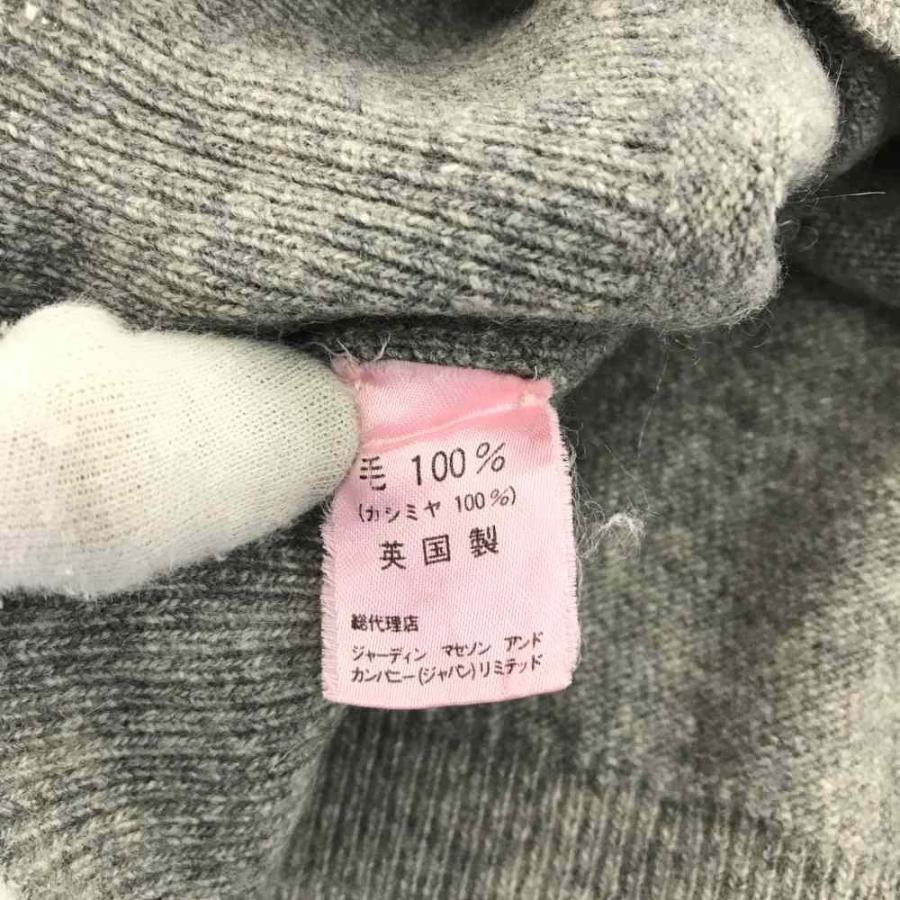 毛 100%
(カシミヤ 100%)
英国製
総代理店
ジャーディン マセソン アンド
カンパニー(ジャパン)リミテッド